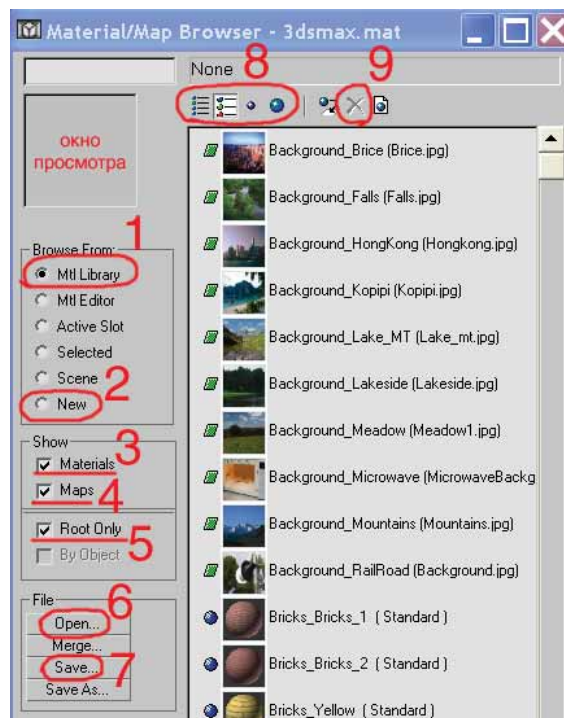 Material/Map Browser - 3dsmax.mat
None
8
9
окно
просмотра
1
Browse From:
Mtl Library
Mtl Editor
Active Slot
Selected
Scene
2
New
Show
3
Materials
Maps
4
Root Only
5
By Object
File
6
Open...
Merge...
Save...
7
Save As...
Background_Brice (Brice.jpg)
Background_Falls (Falls.jpg)
Background_HongKong (Hongkong.jpg)
Background_Kopipi (Kopipi.jpg)
Background_Lake_MT (Lake_mt.jpg)
Background_Lakeside (Lakeside.jpg)
Background_Meadow (Meadow1.jpg)
Background_Microwave (MicrowaveBackg
Background_Mountains (Mountains.jpg)
Background_RailRoad (Background.jpg)
Bricks_Bricks_1 ( Standard )
Bricks_Bricks_2 ( Standard )
Bricks_Yellow ( Standard )